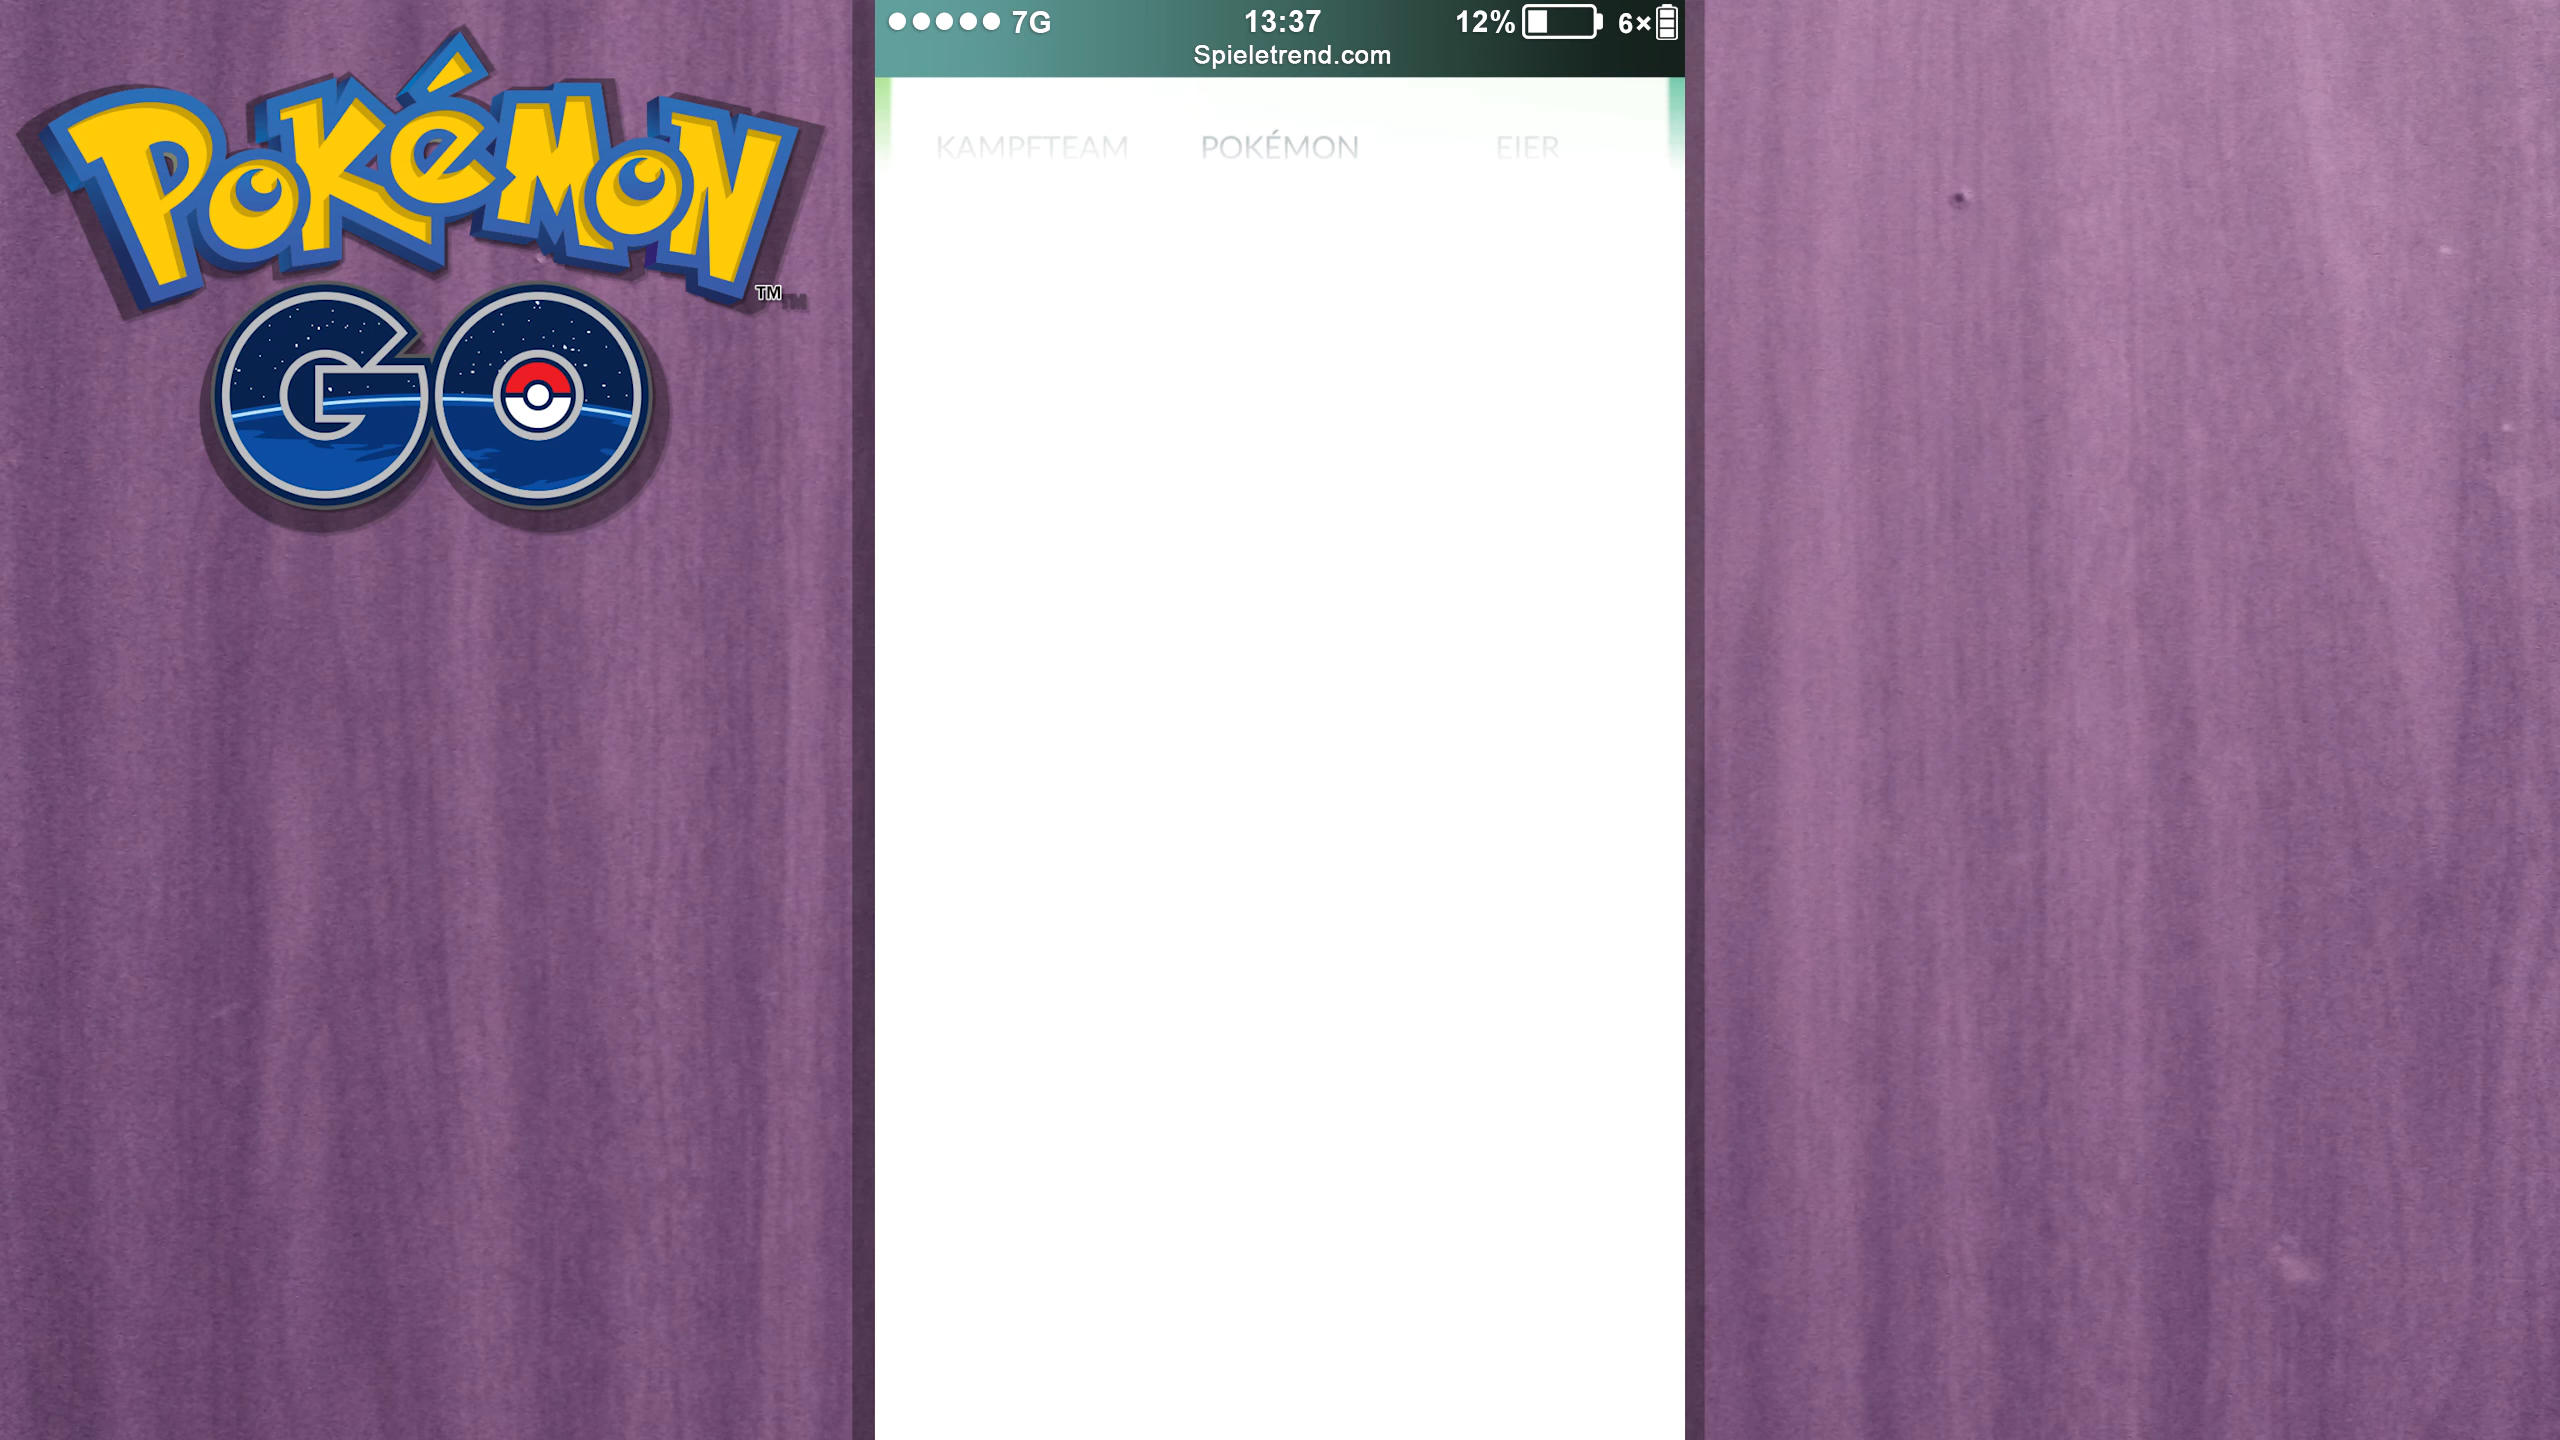 POKÉMON
™
GO
●●●●● 7G 13:37 12% 6×
Spieletrend.com
KAMPFTEAM POKÉMON EIER